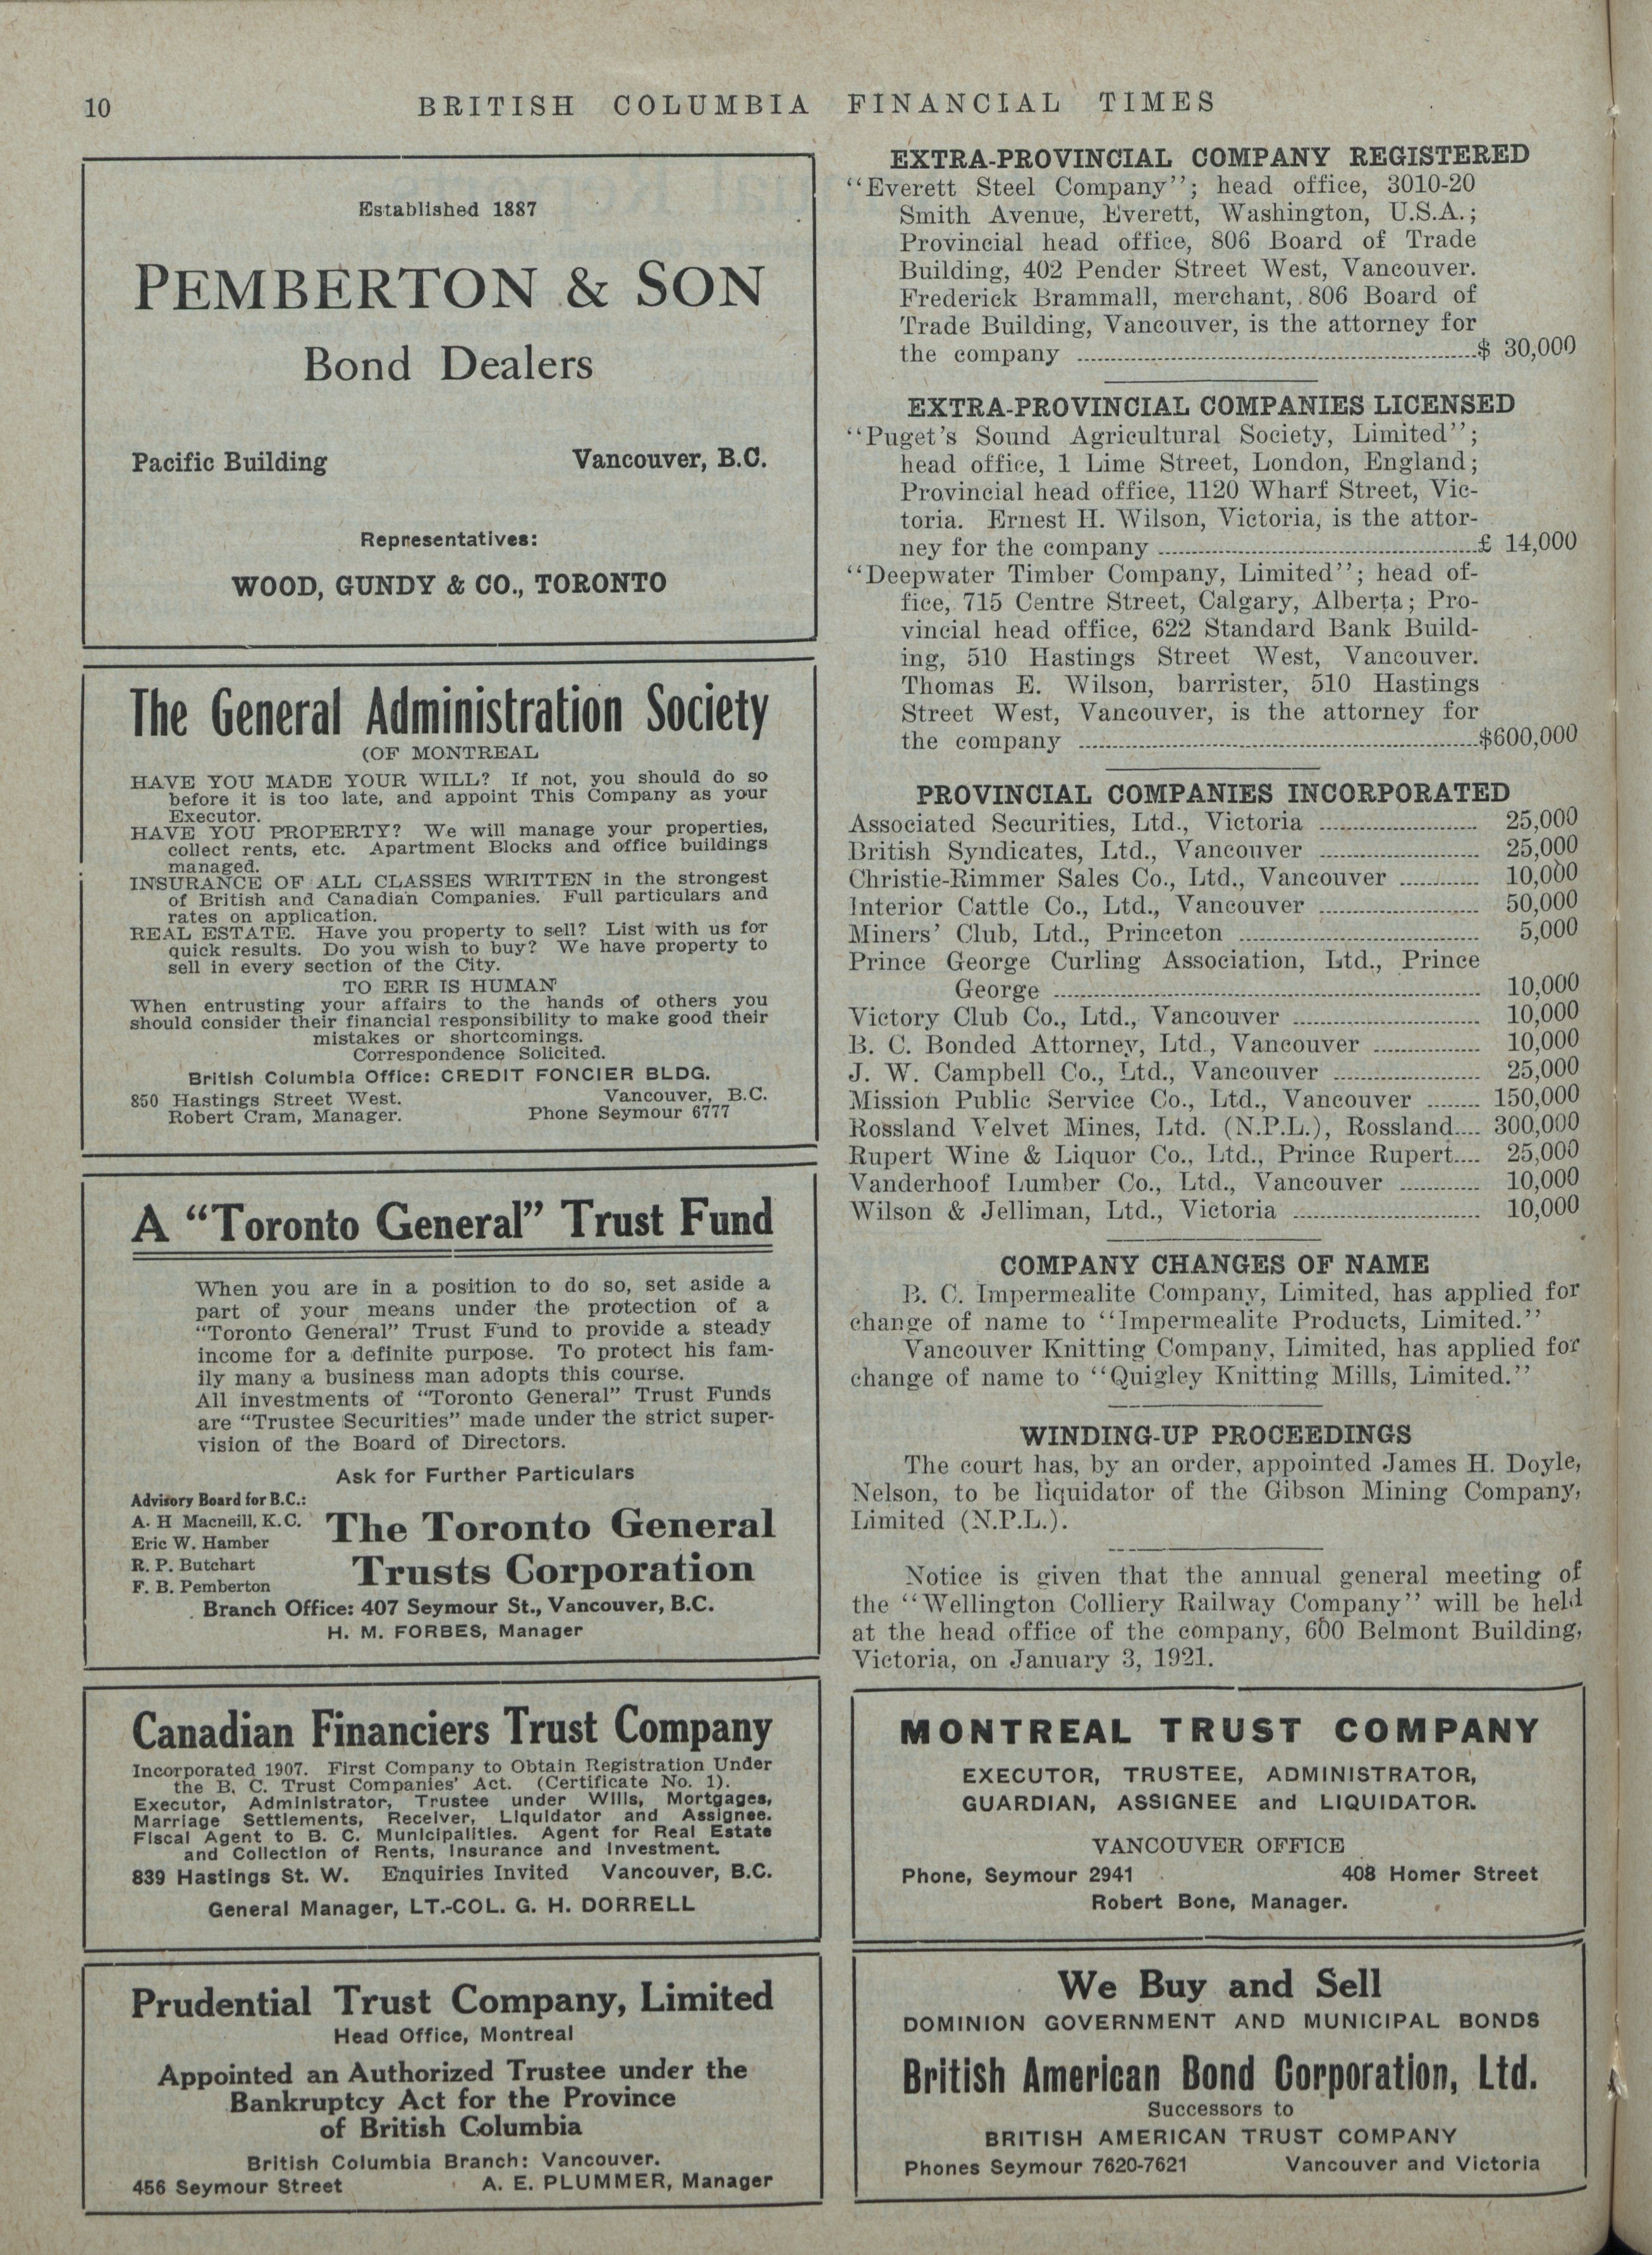 10
BRITISH COLUMBIA FINANCIAL TIMES
Established 1887
PEMBERTON & SON
Bond Dealers
Pacific Building Vancouver, B.C.
Representatives:
WOOD, GUNDY & CO., TORONTO
The General Administration Society
(OF MONTREAL
HAVE YOU MADE YOUR WILL? If not, you should do so
before it is too late, and appoint This Company as your
Executor.
HAVE YOU PROPERTY? We will manage your properties,
collect rents, etc. Apartment Blocks and office buildings
managed.
INSURANCE OF ALL CLASSES WRITTEN in the strongest
of British and Canadian Companies. Full particulars and
rates on application.
REAL ESTATE. Have you property to sell? List with us for
quick results. Do you wish to buy? We have property to
sell in every section of the City.
TO ERR IS HUMAN
When entrusting your affairs to the hands of others you
should consider their financial responsibility to make good their
mistakes or shortcomings.
Correspondence Solicited.
British Columbia Office: CREDIT FONCIER BLDG.
850 Hastings Street West. Vancouver, B.C.
Robert Cram, Manager. Phone Seymour 6777
A "Toronto General" Trust Fund
When you are in a position to do so, set aside a
part of your means under the protection of a
"Toronto General" Trust Fund to provide a steady
income for a definite purpose. To protect his fam-
ily many a business man adopts this course.
All investments of "Toronto General" Trust Funds
are "Trustee Securities" made under the strict super-
vision of the Board of Directors.
Ask for Further Particulars
Advisory Board for B.C.:
A. H Macneill, K.C.
Eric W. Hamber
R. P. Butchart
F. B. Pemberton
The Toronto General
Trusts Corporation
Branch Office: 407 Seymour St., Vancouver, B.C.
H. M. FORBES, Manager
Canadian Financiers Trust Company
Incorporated 1907. First Company to Obtain Registration Under
the B. C. Trust Companies' Act. (Certificate No. 1).
Executor, Administrator, Trustee under Wills, Mortgages,
Marriage Settlements, Receiver, Liquidator and Assignee.
Fiscal Agent to B. C. Municipalities. Agent for Real Estate
and Collection of Rents, Insurance and Investment.
839 Hastings St. W. Enquiries Invited Vancouver, B.C.
General Manager, LT.-COL. G. H. DORRELL
Prudential Trust Company, Limited
Head Office, Montreal
Appointed an Authorized Trustee under the
Bankruptcy Act for the Province
of British Columbia
British Columbia Branch: Vancouver.
456 Seymour Street A. E. PLUMMER, Manager
EXTRA-PROVINCIAL COMPANY REGISTERED
"Everett Steel Company"; head office, 3010-20
Smith Avenue, Everett, Washington, U.S.A.;
Provincial head office, 806 Board of Trade
Building, 402 Pender Street West, Vancouver.
Frederick Brammall, merchant, 806 Board of
Trade Building, Vancouver, is the attorney for
the company ........ $ 30,000
EXTRA-PROVINCIAL COMPANIES LICENSED
"Puget's Sound Agricultural Society, Limited";
head office, 1 Lime Street, London, England;
Provincial head office, 1120 Wharf Street, Vic-
toria. Ernest H. Wilson, Victoria, is the attor-
ney for the company ........ £ 14,000
"Deepwater Timber Company, Limited"; head of-
fice, 715 Centre Street, Calgary, Alberta; Pro-
vincial head office, 622 Standard Bank Build-
ing, 510 Hastings Street West, Vancouver.
Thomas E. Wilson, barrister, 510 Hastings
Street West, Vancouver, is the attorney for
the company ........ $600,000
PROVINCIAL COMPANIES INCORPORATED
Associated Securities, Ltd., Victoria ........ 25,000
British Syndicates, Ltd., Vancouver ........ 25,000
Christie-Rimmer Sales Co., Ltd., Vancouver ........ 10,000
Interior Cattle Co., Ltd., Vancouver ........ 50,000
Miners' Club, Ltd., Princeton ........ 5,000
Prince George Curling Association, Ltd., Prince
George ........ 10,000
Victory Club Co., Ltd., Vancouver ........ 10,000
B. C. Bonded Attorney, Ltd., Vancouver ........ 10,000
J. W. Campbell Co., Ltd., Vancouver ........ 25,000
Mission Public Service Co., Ltd., Vancouver ........ 150,000
Rossland Velvet Mines, Ltd. (N.P.L.), Rossland.... 300,000
Rupert Wine & Liquor Co., Ltd., Prince Rupert.... 25,000
Vanderhoof Lumber Co., Ltd., Vancouver ........ 10,000
Wilson & Jelliman, Ltd., Victoria ........ 10,000
COMPANY CHANGES OF NAME
B. C. Impermealite Company, Limited, has applied for
change of name to "Impermealite Products, Limited."
Vancouver Knitting Company, Limited, has applied for
change of name to "Quigley Knitting Mills, Limited."
WINDING-UP PROCEEDINGS
The court has, by an order, appointed James H. Doyle,
Nelson, to be liquidator of the Gibson Mining Company,
Limited (N.P.L.).
Notice is given that the annual general meeting of
the "Wellington Colliery Railway Company" will be held
at the head office of the company, 600 Belmont Building,
Victoria, on January 3, 1921.
MONTREAL TRUST COMPANY
EXECUTOR, TRUSTEE, ADMINISTRATOR,
GUARDIAN, ASSIGNEE and LIQUIDATOR.
VANCOUVER OFFICE
Phone, Seymour 2941 408 Homer Street
Robert Bone, Manager.
We Buy and Sell
DOMINION GOVERNMENT AND MUNICIPAL BONDS
British American Bond Corporation, Ltd.
Successors to
BRITISH AMERICAN TRUST COMPANY
Phones Seymour 7620-7621 Vancouver and Victoria